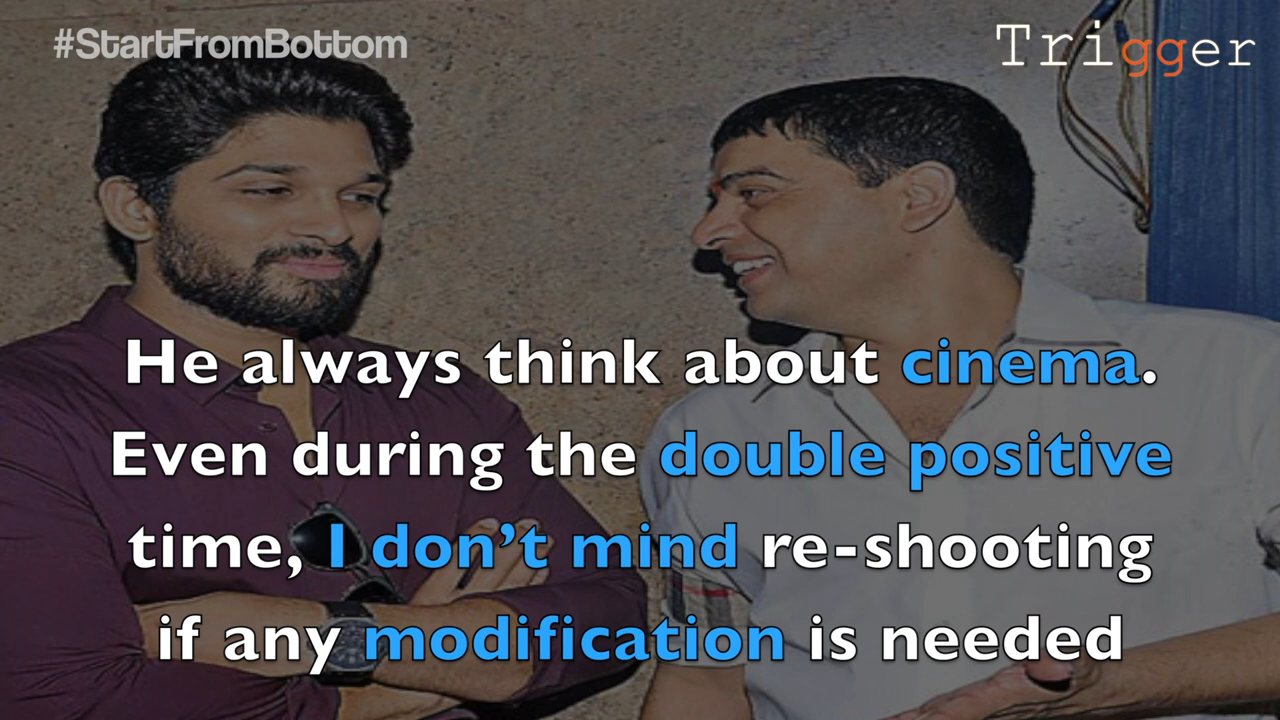 #StartFromBottom
Trigger
He always think about cinema.
Even during the double positive
time, I don’t mind re-shooting
if any modification is needed